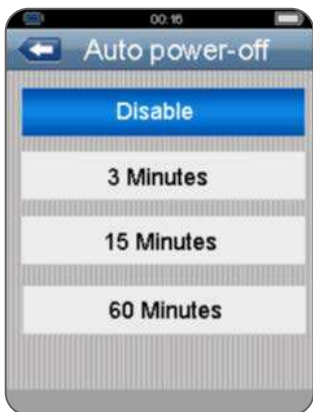 00:16
Auto power-off
Disable
3 Minutes
15 Minutes
60 Minutes